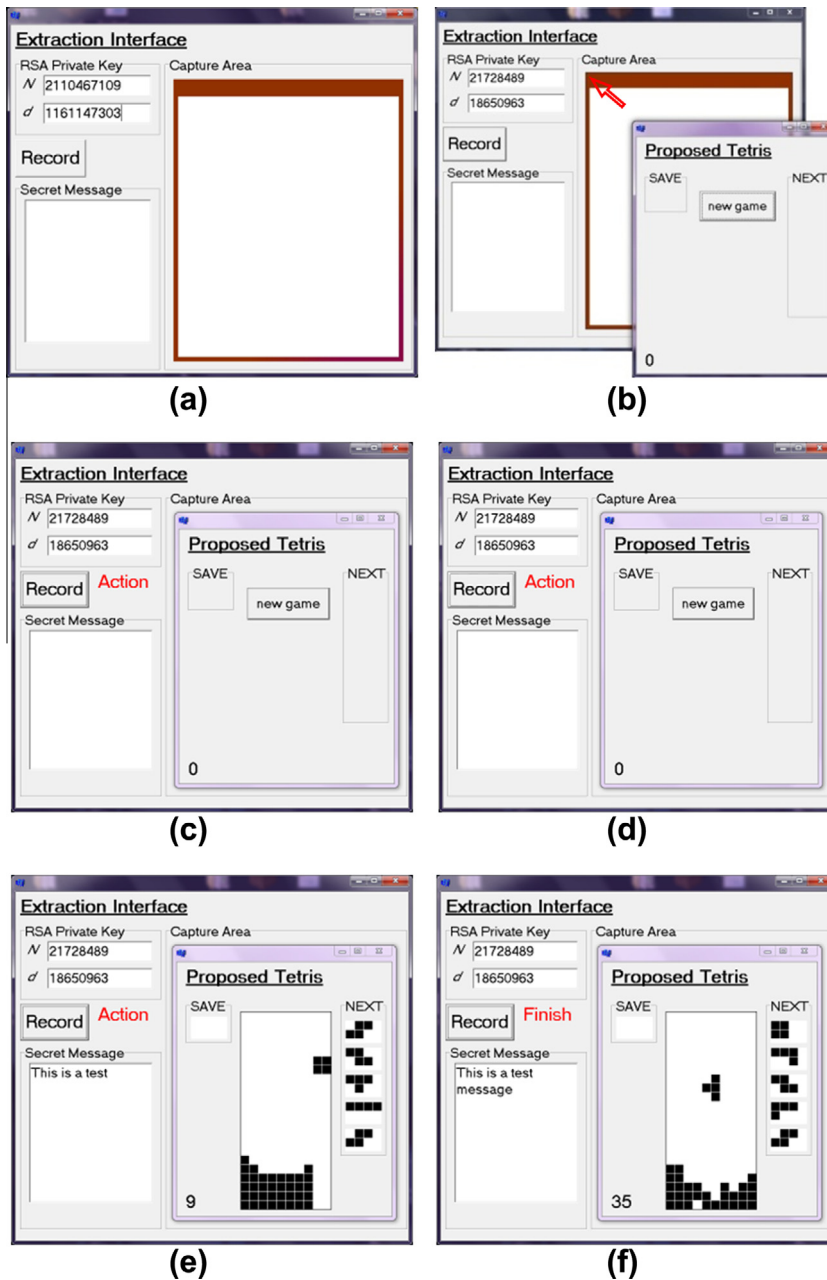 Extraction Interface
RSA Private Key
N 2110467109
d 1161147303
Record
Secret Message
Capture Area
(a)
Extraction Interface
RSA Private Key
N 21728489
d 18650963
Record
Secret Message
Capture Area
Proposed Tetris
SAVE
new game
NEXT
0
(b)
Extraction Interface
RSA Private Key
N 21728489
d 18650963
Record Action
Secret Message
Capture Area
Proposed Tetris
SAVE
new game
NEXT
0
(c)
Extraction Interface
RSA Private Key
N 21728489
d 18650963
Record Action
Secret Message
Capture Area
Proposed Tetris
SAVE
new game
NEXT
0
(d)
Extraction Interface
RSA Private Key
N 21728489
d 18650963
Record Action
Secret Message
This is a test
Capture Area
Proposed Tetris
SAVE
NEXT
9
(e)
Extraction Interface
RSA Private Key
N 21728489
d 18650963
Record Finish
Secret Message
This is a test
message
Capture Area
Proposed Tetris
SAVE
NEXT
35
(f)